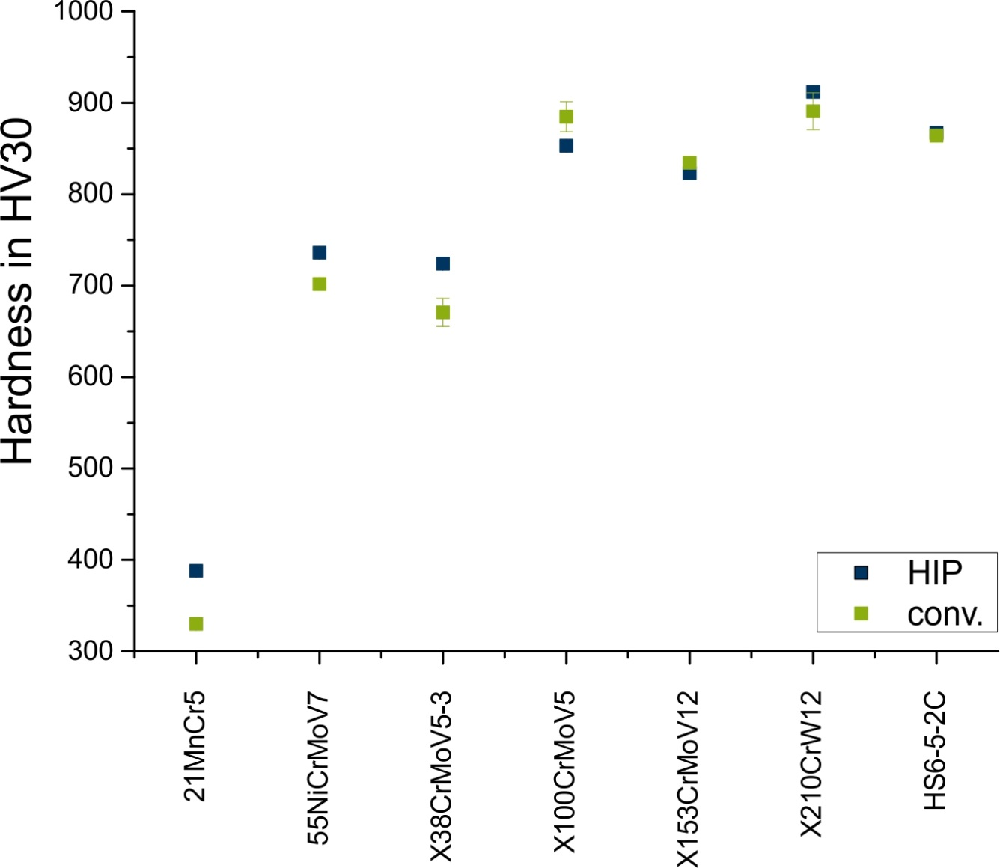 Hardness in HV30
1000
900
800
700
600
500
400
300
HIP
conv.
21MnCr5
55NiCrMoV7
X38CrMoV5-3
X100CrMoV5
X153CrMoV12
X210CrW12
HS6-5-2C